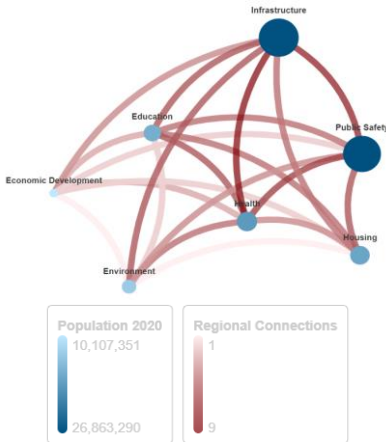 Infrastructure
Education
Public Safety
Economic Development
Health
Housing
Environment
Population 2020
10,107,351
26,863,290
Regional Connections
1
9